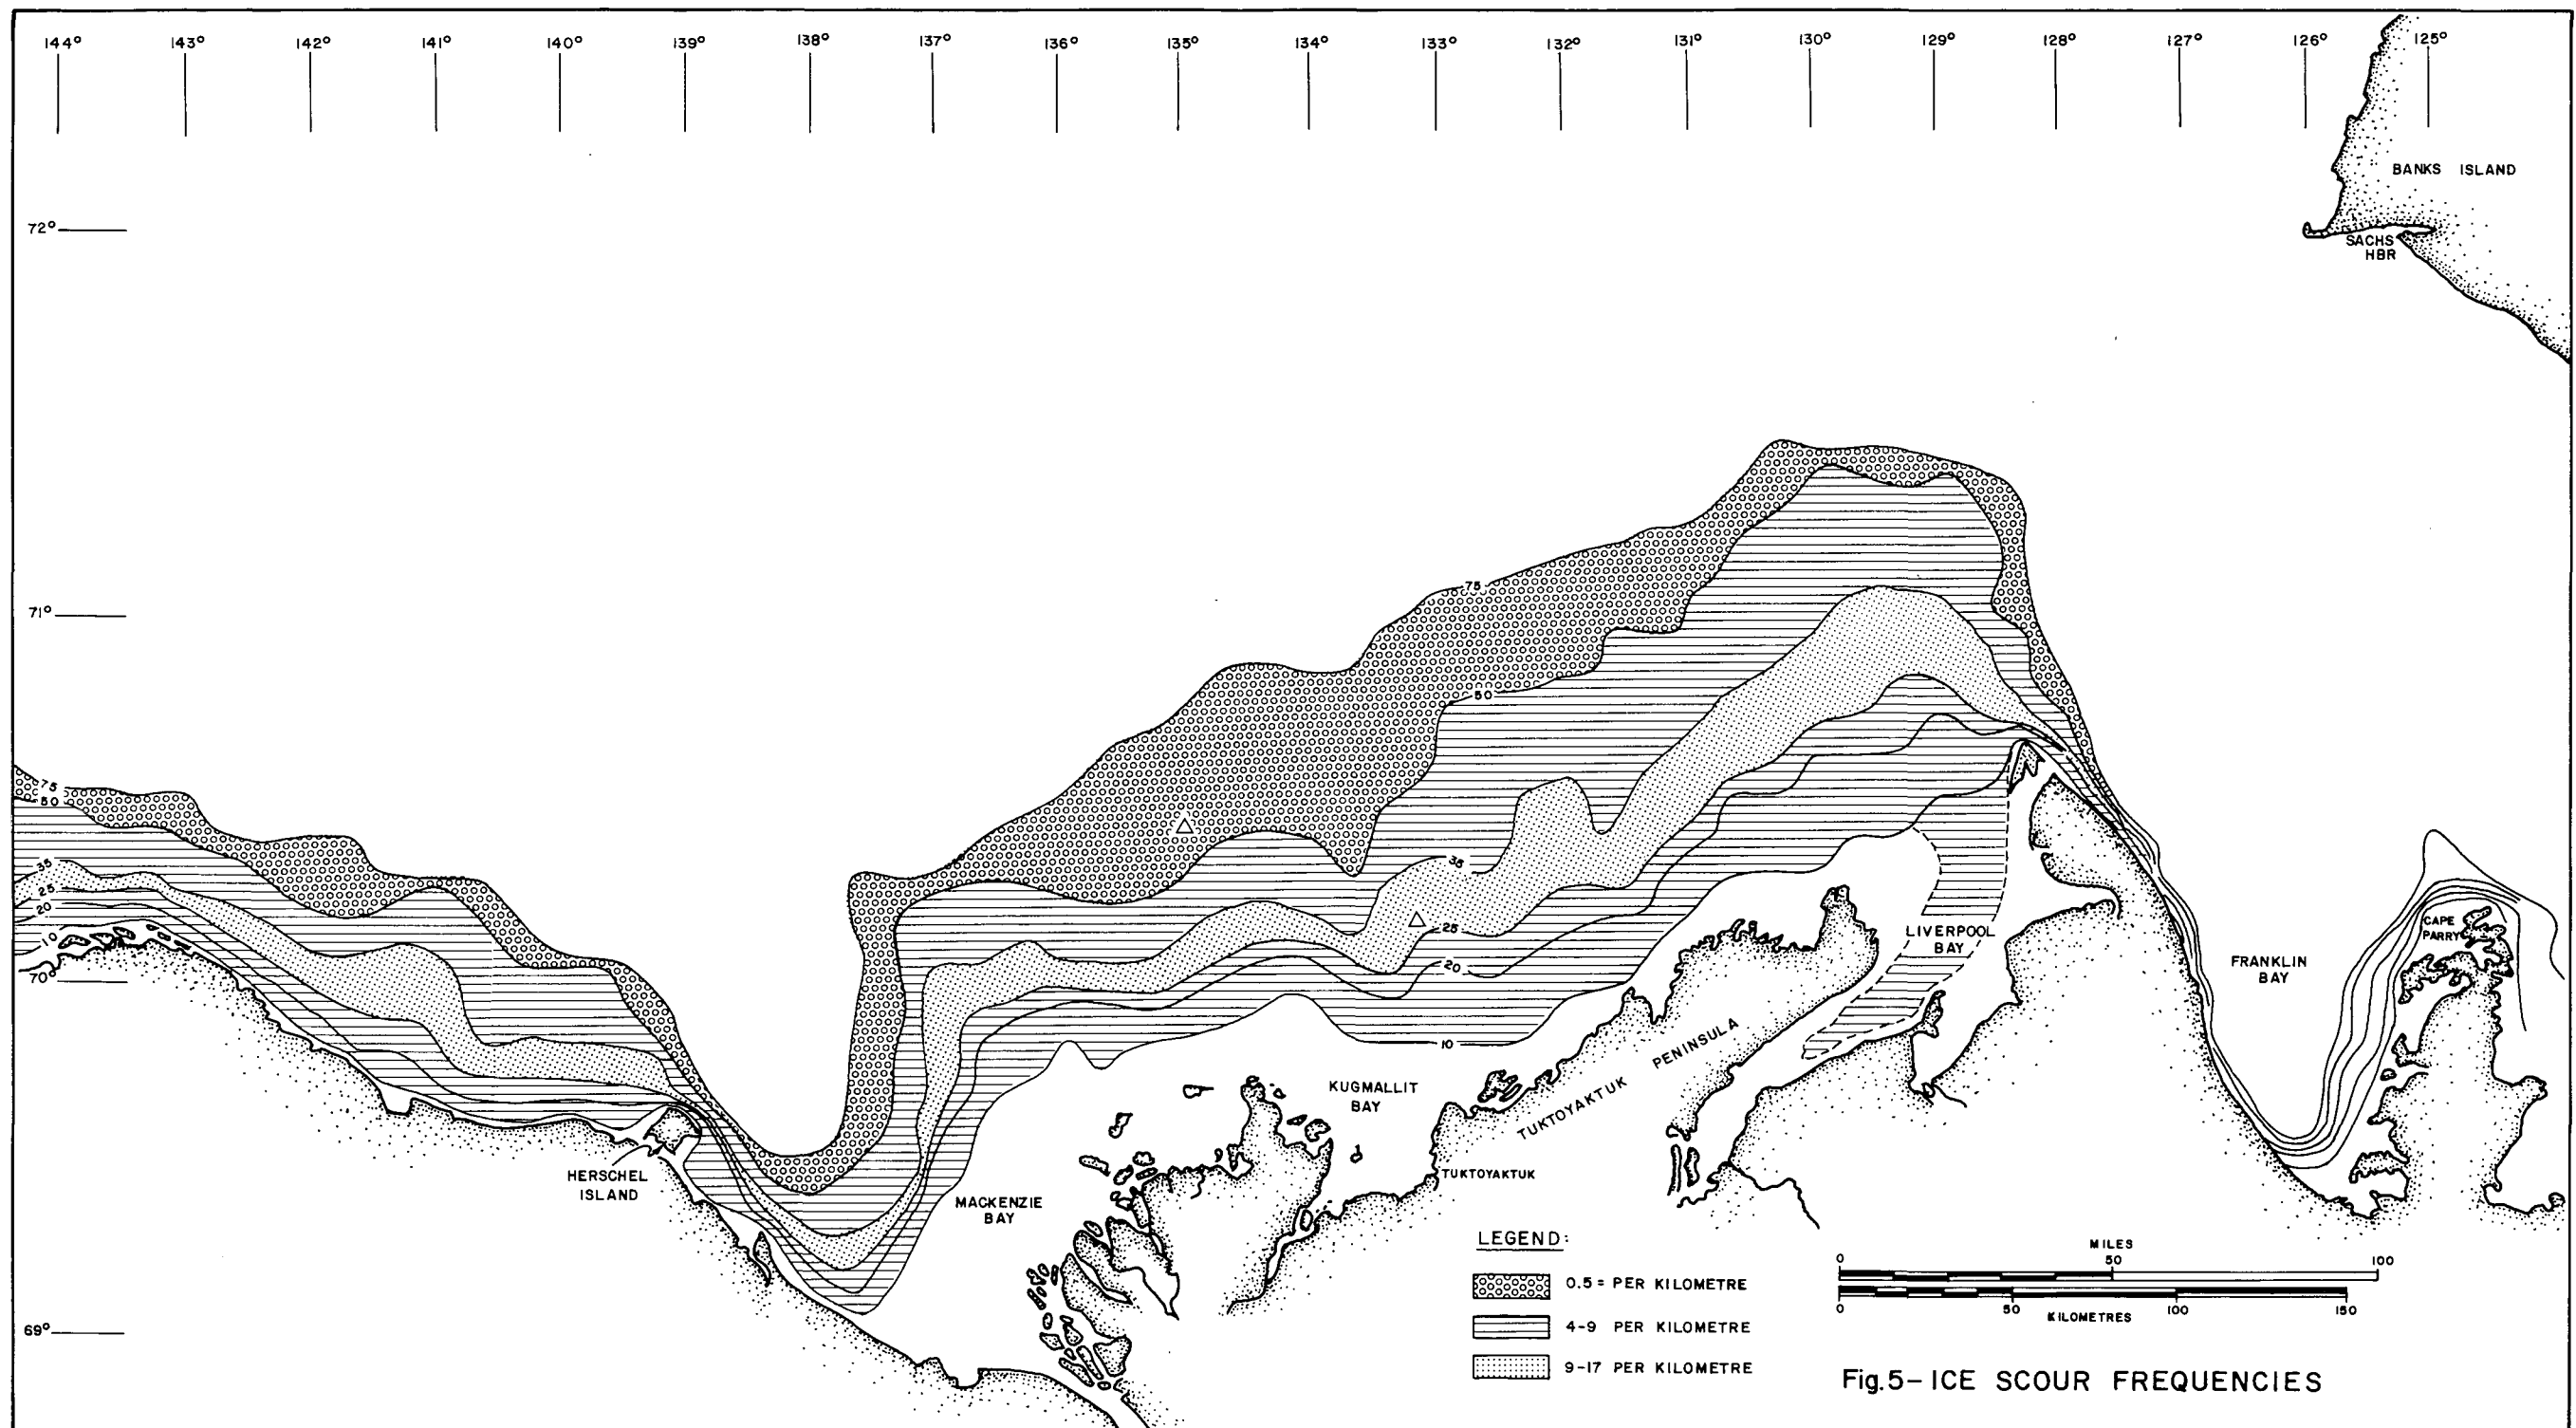 144° 143° 142° 141° 140° 139° 138° 137° 136° 135° 134° 133° 132° 131° 130° 129° 128° 127° 126° 125°
BANKS ISLAND
72°
SACHS
HBR
75
71°
50
75
50
35
35
25
20
10
25
20
10
CAPE
PARRY
LIVERPOOL
BAY
FRANKLIN
BAY
70°
TUKTOYAKTUK PENINSULA
KUGMALLIT
BAY
HERSCHEL
ISLAND
TUKTOYAKTUK
MACKENZIE
BAY
LEGEND:
0.5= PER KILOMETRE
4-9 PER KILOMETRE
9-17 PER KILOMETRE
MILES
0 50 100
0 50 100 150
KILOMETRES
69°
Fig.5- ICE SCOUR FREQUENCIES